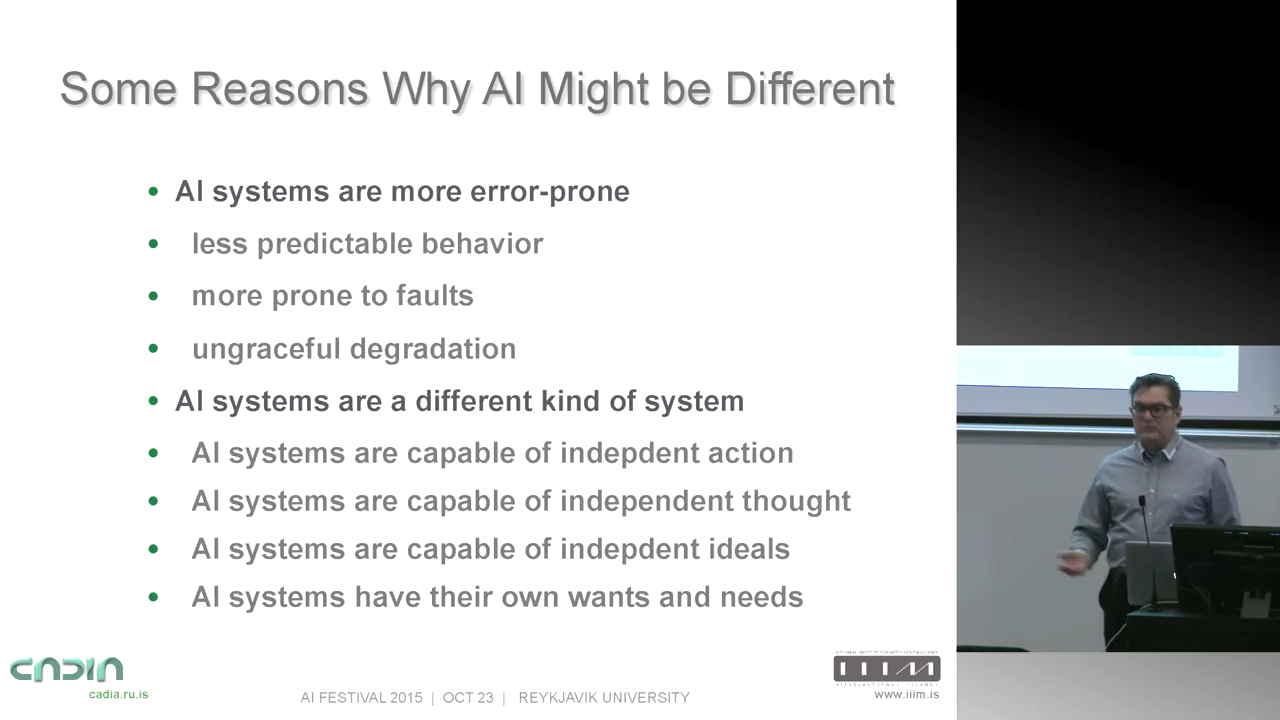 Some Reasons Why AI Might be Different
• AI systems are more error-prone
• less predictable behavior
• more prone to faults
• ungraceful degradation
• AI systems are a different kind of system
• AI systems are capable of indepdent action
• AI systems are capable of independent thought
• AI systems are capable of indepdent ideals
• AI systems have their own wants and needs
CADIA
cadia.ru.is
AI FESTIVAL 2015 | OCT 23 | REYKJAVIK UNIVERSITY
IIIM
www.iiim.is